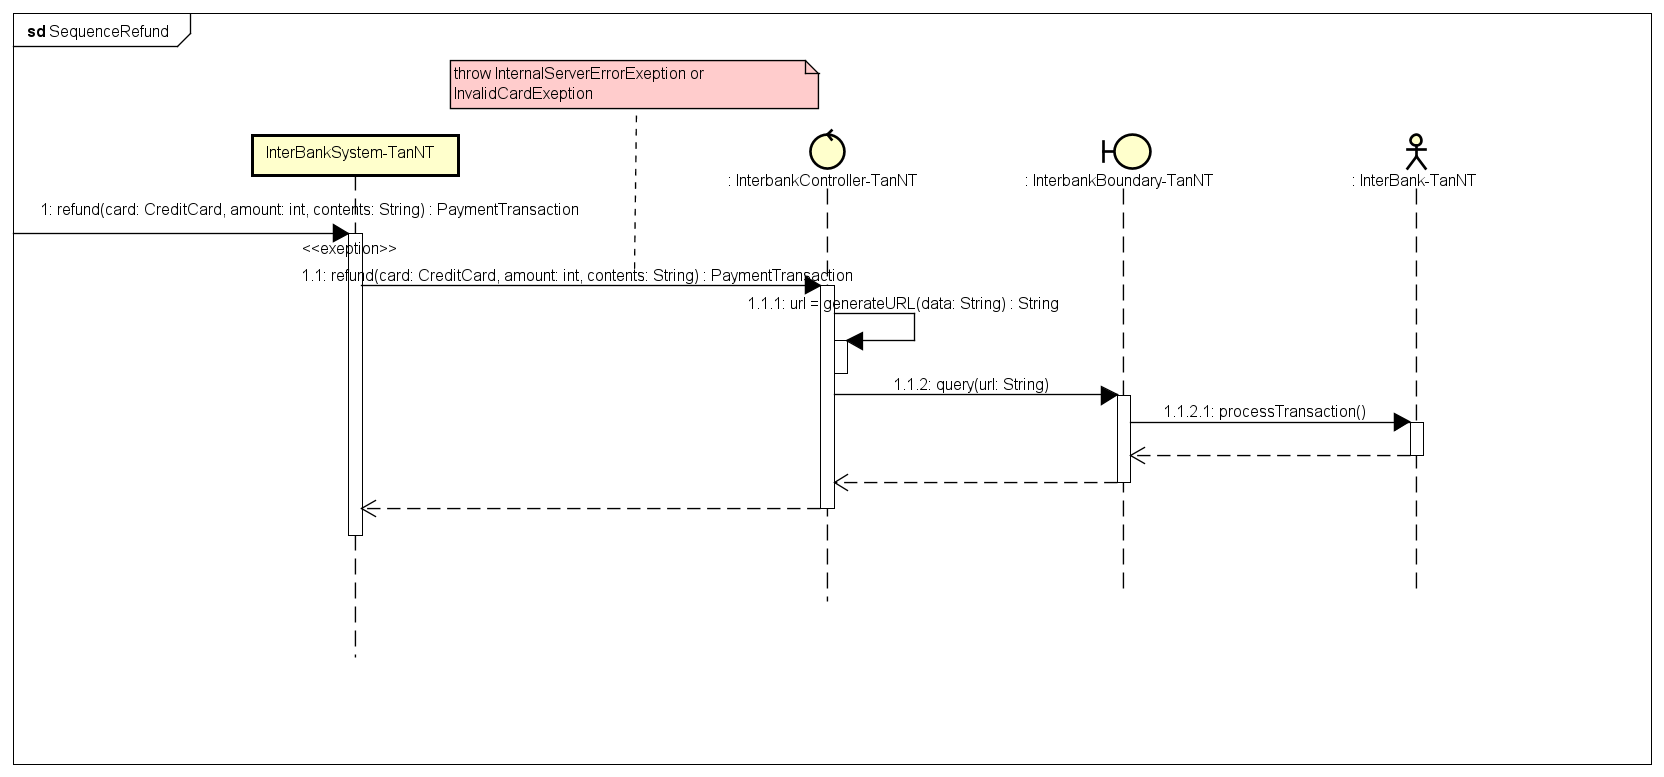 sd SequenceRefund
throw InternalServerErrorExeption or
InvalidCardExeption
InterBankSystem-TanNT
: InterbankController-TanNT
: InterbankBoundary-TanNT
: InterBank-TanNT
1: refund(card: CreditCard, amount: int, contents: String) : PaymentTransaction
<<exeption>>
1.1: refund(card: CreditCard, amount: int, contents: String) : PaymentTransaction
1.1.1: url = generateURL(data: String) : String
1.1.2: query(url: String)
1.1.2.1: processTransaction()